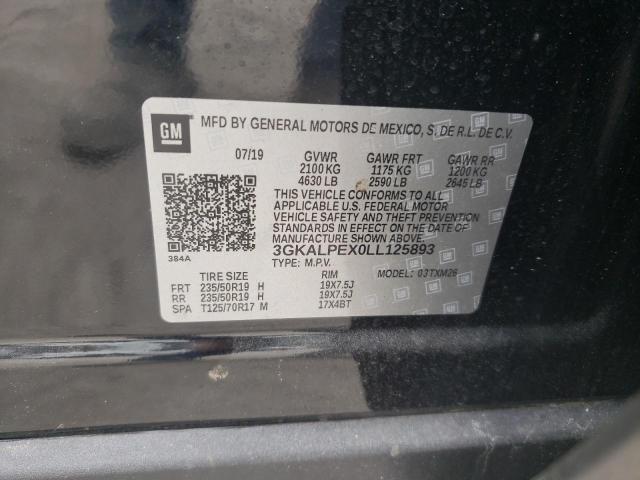 GM MFD BY GENERAL MOTORS DE MEXICO, S. DE R.L. DE C.V.
07/19 GVWR GAWR FRT GAWR RR
2100 KG 1175 KG 1200 KG
4630 LB 2590 LB 2645 LB
THIS VEHICLE CONFORMS TO ALL
APPLICABLE U.S. FEDERAL MOTOR
VEHICLE SAFETY AND THEFT PREVENTION
STANDARDS IN EFFECT ON THE DATE OF
MANUFACTURE SHOWN ABOVE.
3GKALPEX0LL125893
384A
TYPE: M.P.V. MODEL: 03TXM26
TIRE SIZE RIM
FRT 235/50R19 H 19X7.5J
RR 235/50R19 H 19X7.5J
SPA T125/70R17 M 17X4BT